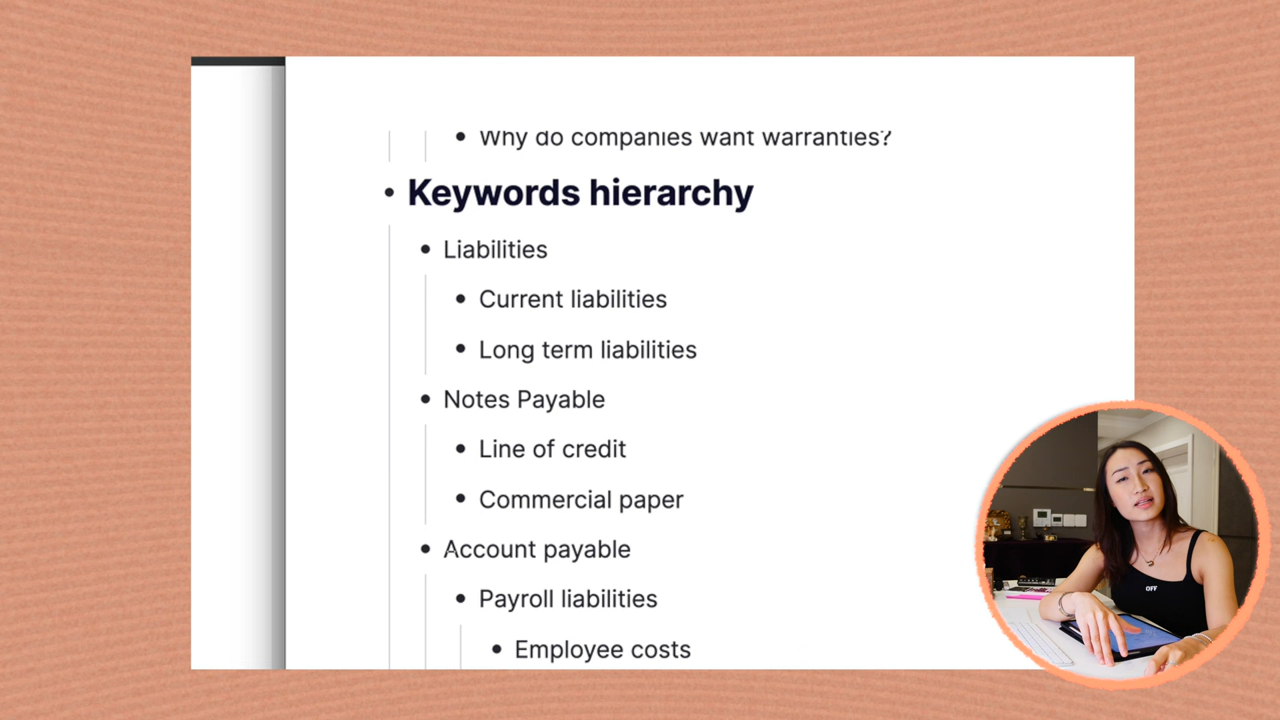 Why do companies want warranties?
Keywords hierarchy
Liabilities
Current liabilities
Long term liabilities
Notes Payable
Line of credit
Commercial paper
Account payable
Payroll liabilities
Employee costs
OFF